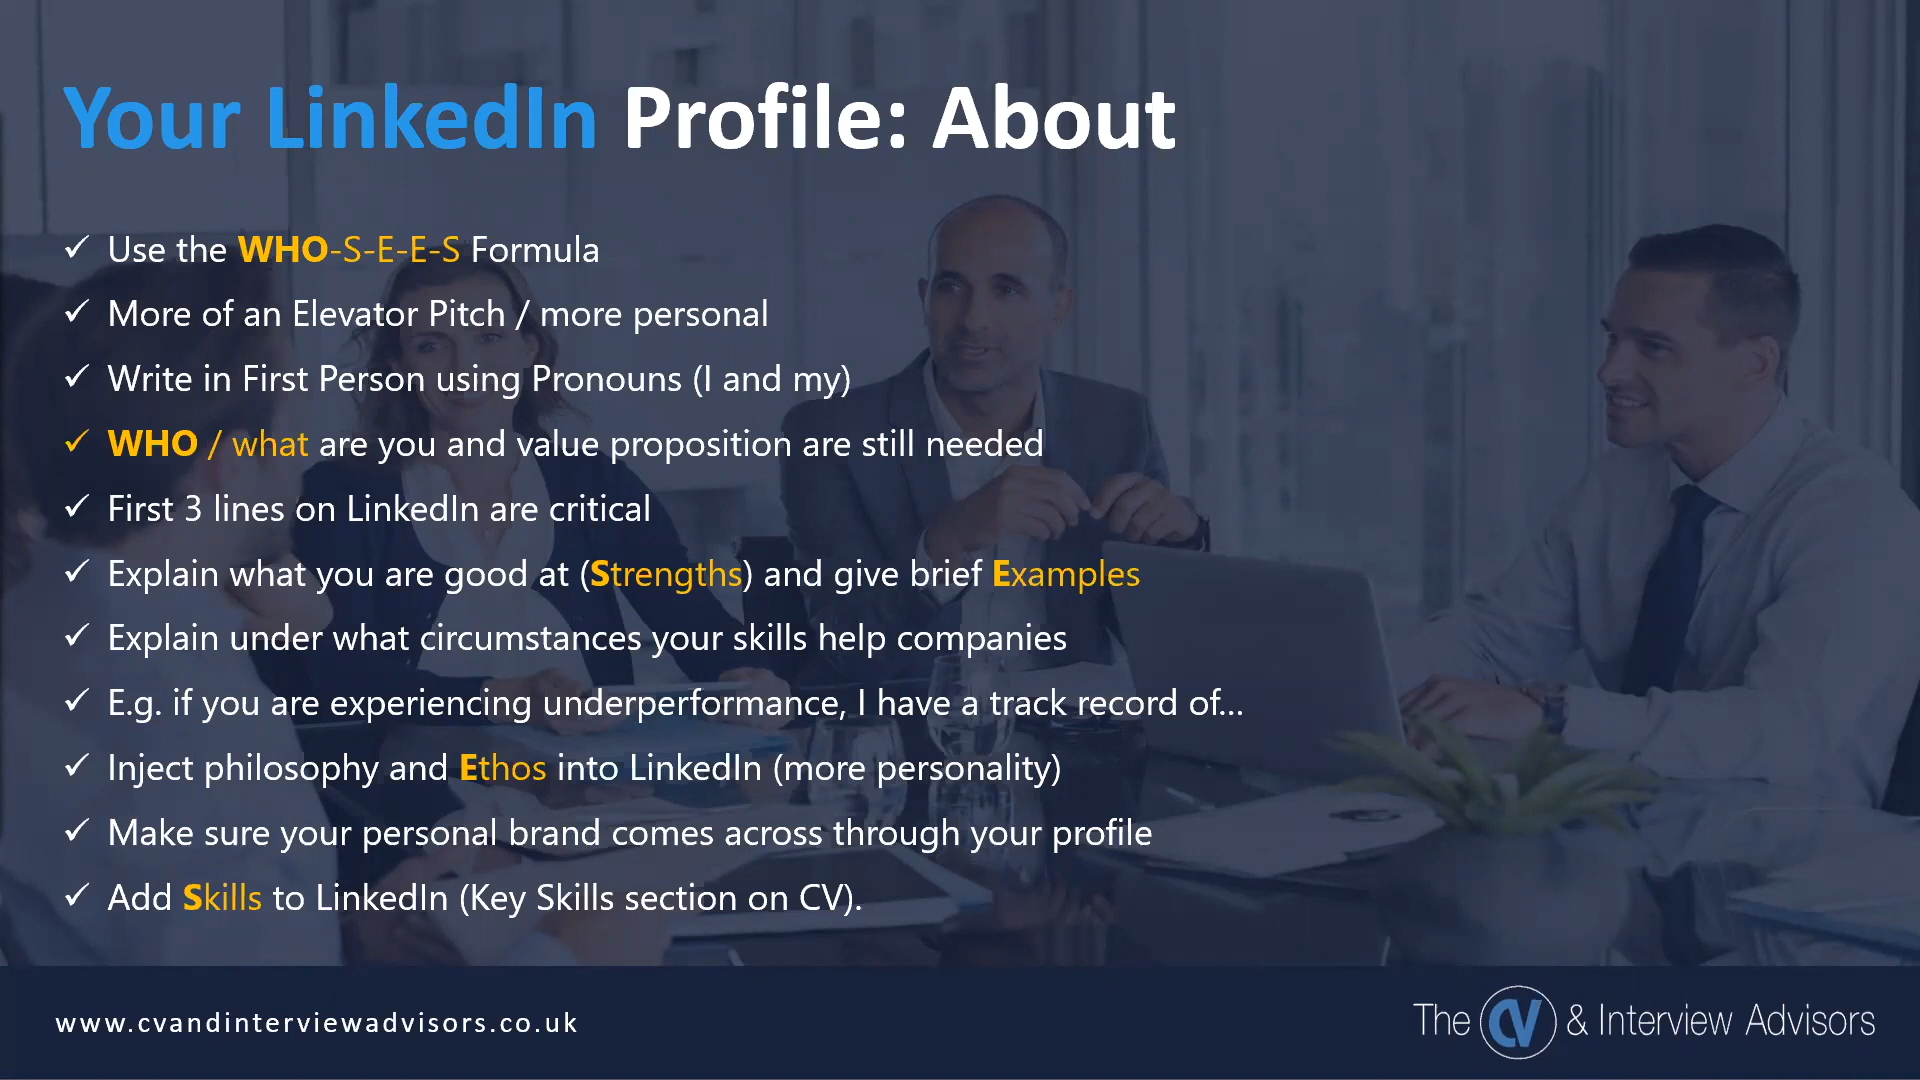 Your LinkedIn Profile: About
✓ Use the WHO-S-E-E-S Formula
✓ More of an Elevator Pitch / more personal
✓ Write in First Person using Pronouns (I and my)
✓ WHO / what are you and value proposition are still needed
✓ First 3 lines on LinkedIn are critical
✓ Explain what you are good at (Strengths) and give brief Examples
✓ Explain under what circumstances your skills help companies
✓ E.g. if you are experiencing underperformance, I have a track record of...
✓ Inject philosophy and Ethos into LinkedIn (more personality)
✓ Make sure your personal brand comes across through your profile
✓ Add Skills to LinkedIn (Key Skills section on CV).
www.cvandinterviewadvisors.co.uk
The CV & Interview Advisors